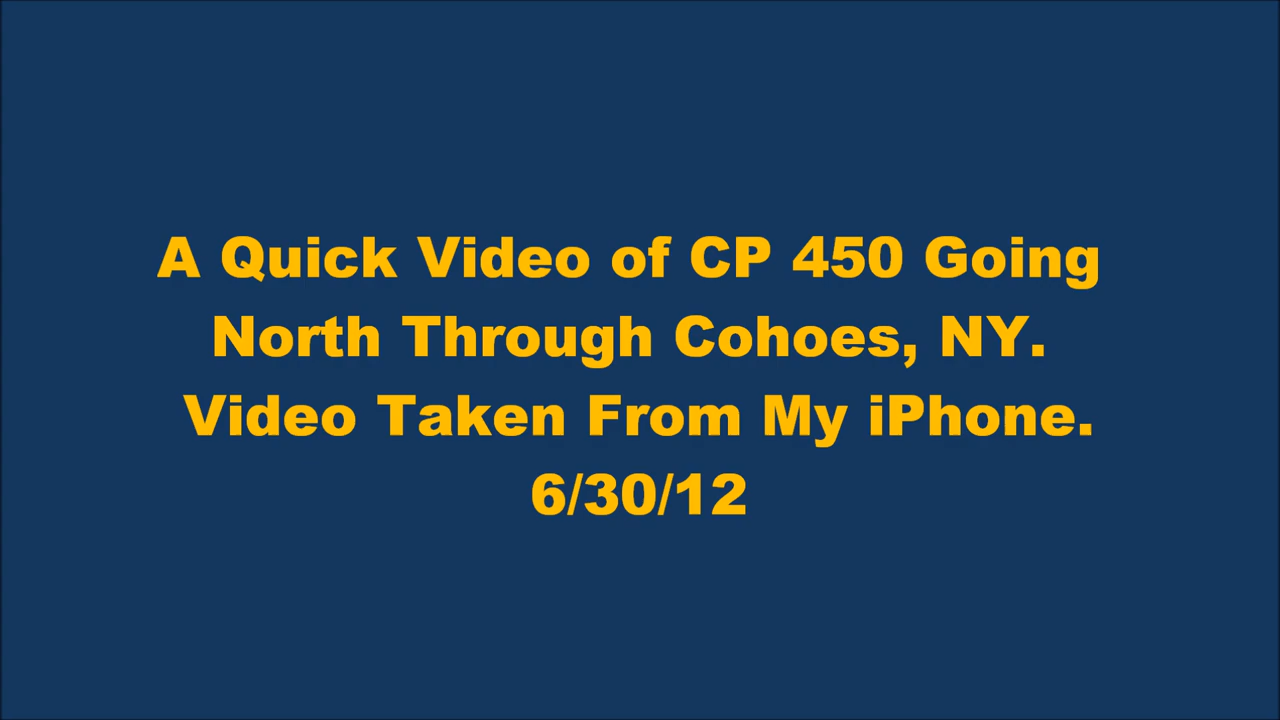 A Quick Video of CP 450 Going
North Through Cohoes, NY.
Video Taken From My iPhone.
6/30/12